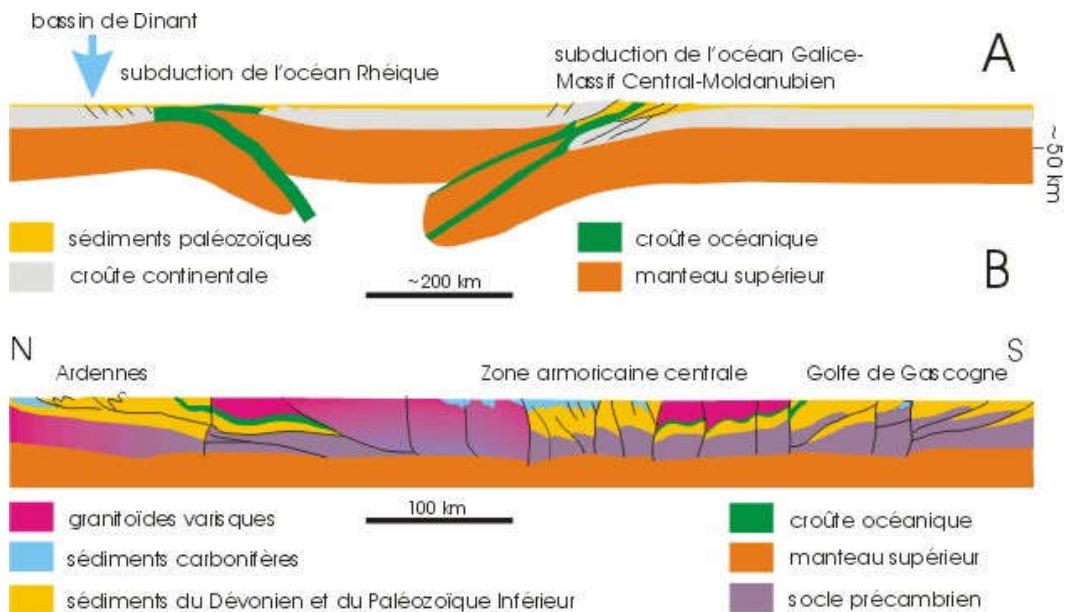 bassin de Dinant
subduction de l'océan Rhéique
subduction de l'océan Galice-
Massif Central-Moldanubien
A
~50 km
sédiments paléozoïques
croûte continentale
~200 km
croûte océanique
manteau supérieur
B
N
S
Ardennes
Zone armoricaine centrale
Golfe de Gascogne
granitoïdes varisques
sédiments carbonifères
sédiments du Dévonien et du Paléozoïque Inférieur
100 km
croûte océanique
manteau supérieur
socle précambrien